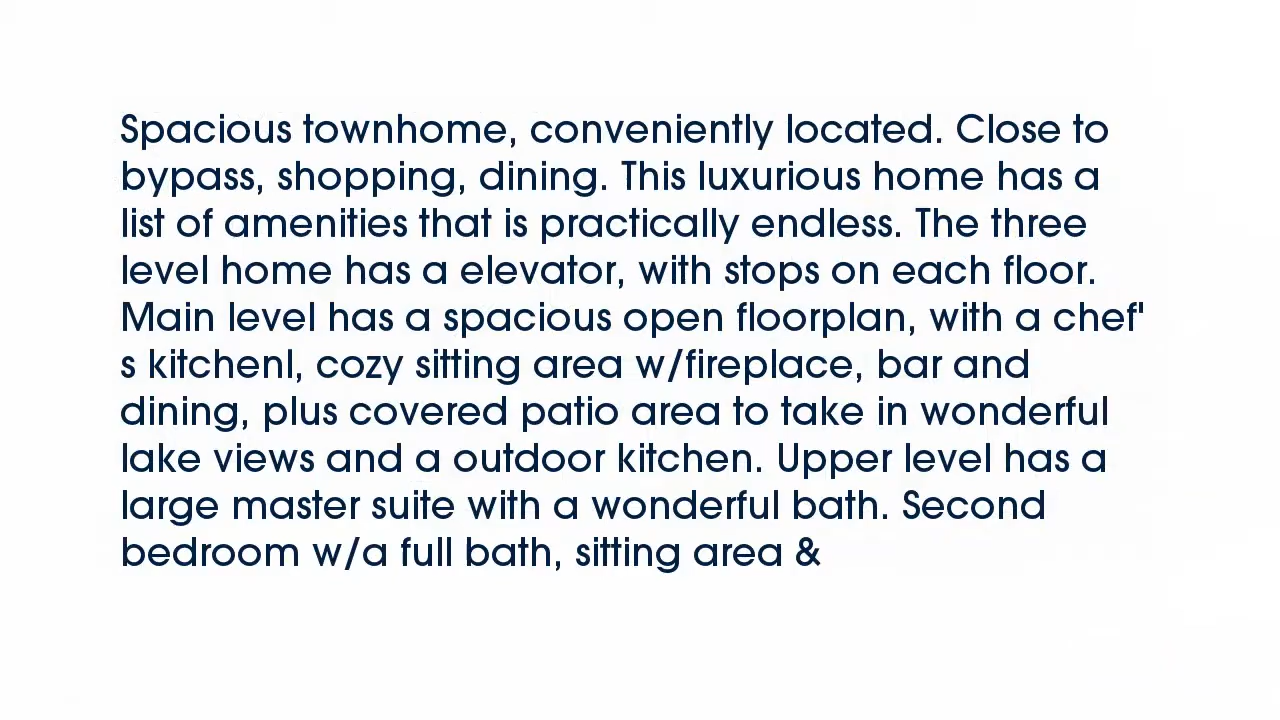 Spacious townhome, conveniently located. Close to
bypass, shopping, dining. This luxurious home has a
list of amenities that is practically endless. The three
level home has a elevator, with stops on each floor.
Main level has a spacious open floorplan, with a chef'
s kitchenl, cozy sitting area w/fireplace, bar and
dining, plus covered patio area to take in wonderful
lake views and a outdoor kitchen. Upper level has a
large master suite with a wonderful bath. Second
bedroom w/a full bath, sitting area &